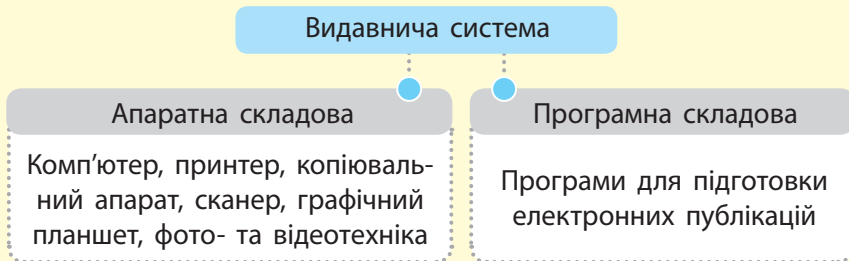 Видавнича система
Апаратна складова
Комп'ютер, принтер, копіюваль-
ний апарат, сканер, графічний
планшет, фото- та відеотехніка
Програмна складова
Програми для підготовки
електронних публікацій